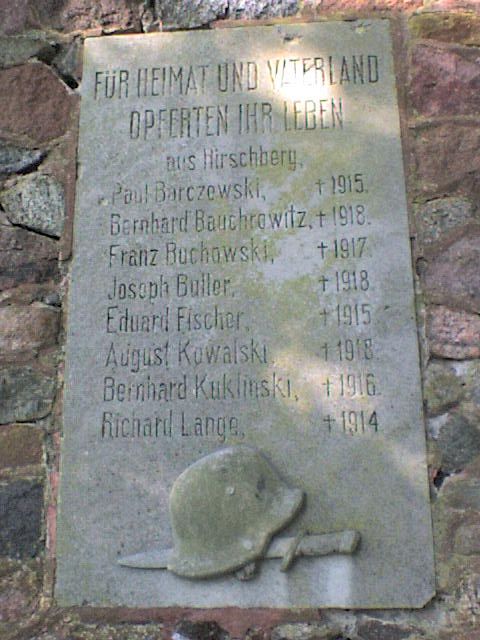 FÜR HEIMAT UND VATERLAND
OPFERTEN IHR LEBEN
aus Hirschberg.
Paul Barczowski, † 1915.
Bernhard Bauchrowitz, † 1918.
Franz Buchowski, † 1917.
Joseph Buller, † 1918
Eduard Fischer, † 1915
August Kowalski, † 1918.
Bernhard Kuklinski, † 1916.
Richard Lange, † 1914